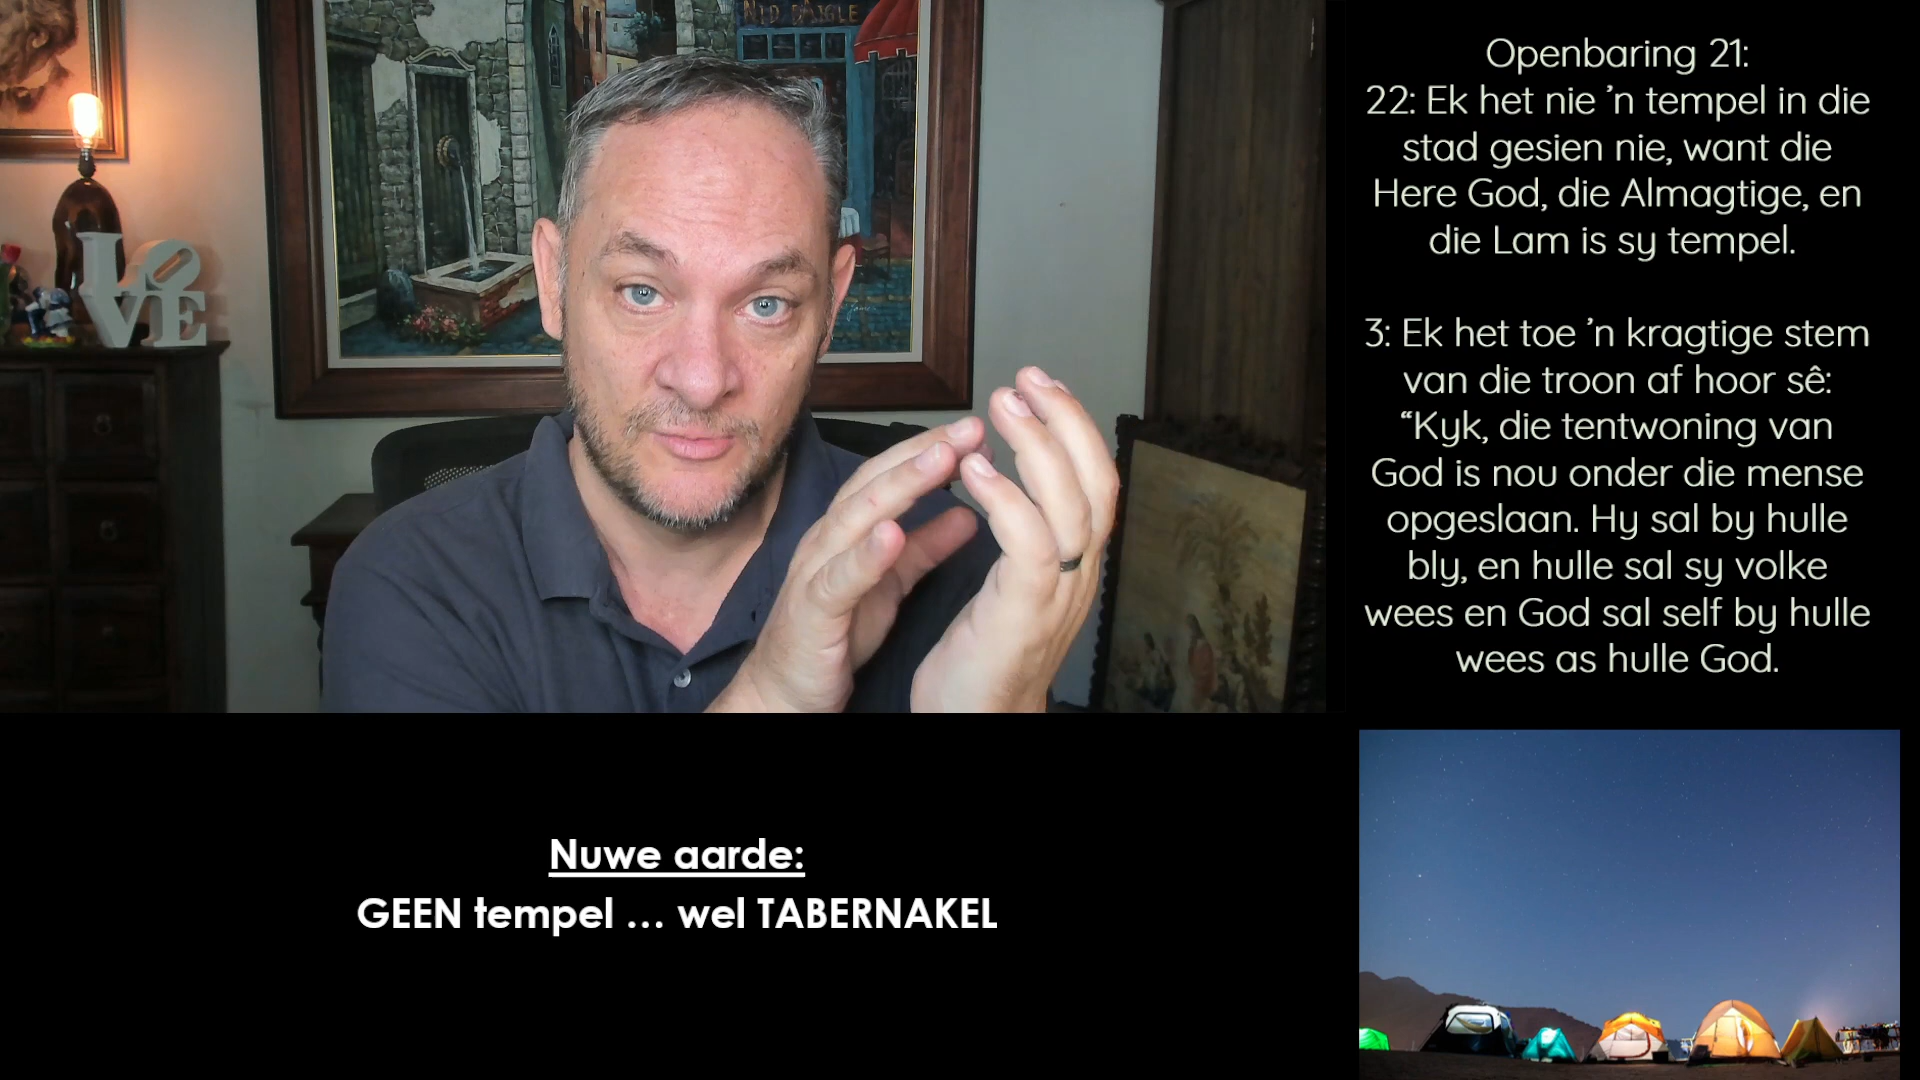 NID D'AIGLE
LOVE
Openbaring 21:
22: Ek het nie ’n tempel in die
stad gesien nie, want die
Here God, die Almagtige, en
die Lam is sy tempel.
3: Ek het toe ’n kragtige stem
van die troon af hoor sê:
“Kyk, die tentwoning van
God is nou onder die mense
opgeslaan. Hy sal by hulle
bly, en hulle sal sy volke
wees en God sal self by hulle
wees as hulle God.
Nuwe aarde:
GEEN tempel ... wel TABERNAKEL